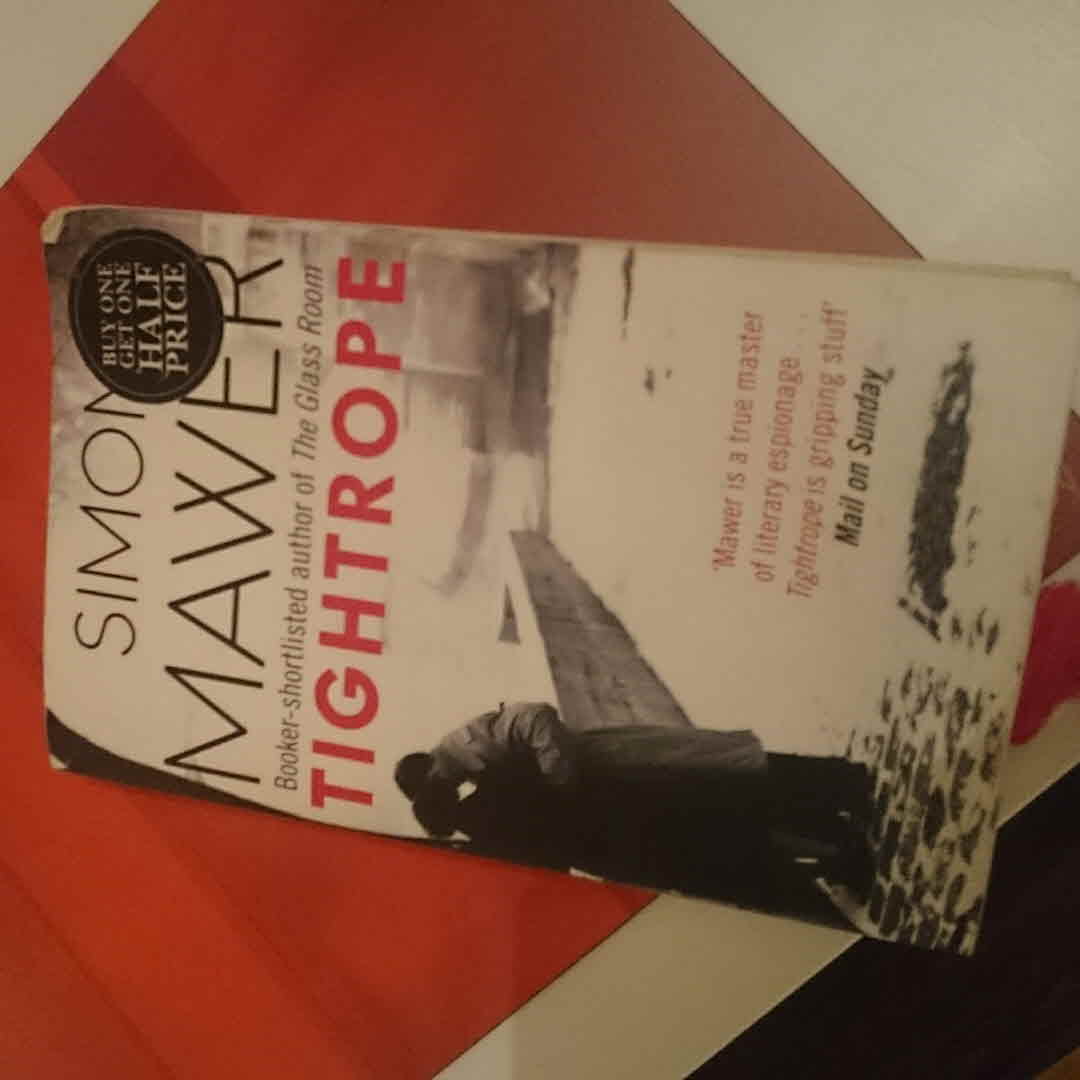 BUY ONE
GET ONE
HALF
PRICE
SIMON
MAWER
Booker-shortlisted author of The Glass Room
TIGHTROPE
'Mawer is a true master
of literary espionage ...
Tightrope is gripping stuff'
Mail on Sunday